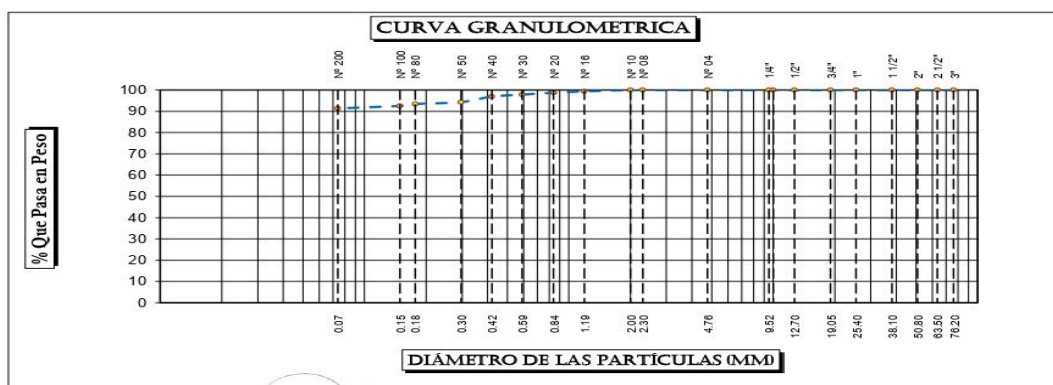 CURVA GRANULOMETRICA
Nº 200 Nº 100 Nº 80 Nº 50 Nº 40 Nº 30 Nº 20 Nº 16 Nº 10 Nº 08 Nº 04 1/4" 1/2" 3/4" 1" 1 1/2" 2" 2 1/2" 3"
% Que Pasa en Peso
100
90
80
70
60
50
40
30
20
10
0
0.07 0.15 0.18 0.30 0.42 0.59 0.84 1.19 2.00 2.30 4.76 9.52 12.70 19.05 25.40 38.10 50.80 63.50 76.20
DIÁMETRO DE LAS PARTÍCULAS (MM)